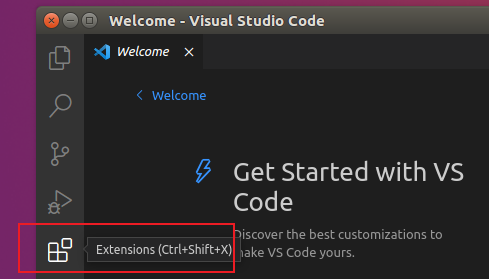 Welcome - Visual Studio Code
Welcome
Welcome
Get Started with VS
Code
Discover the best customizations to
make VS Code yours.
Extensions (Ctrl+Shift+X)